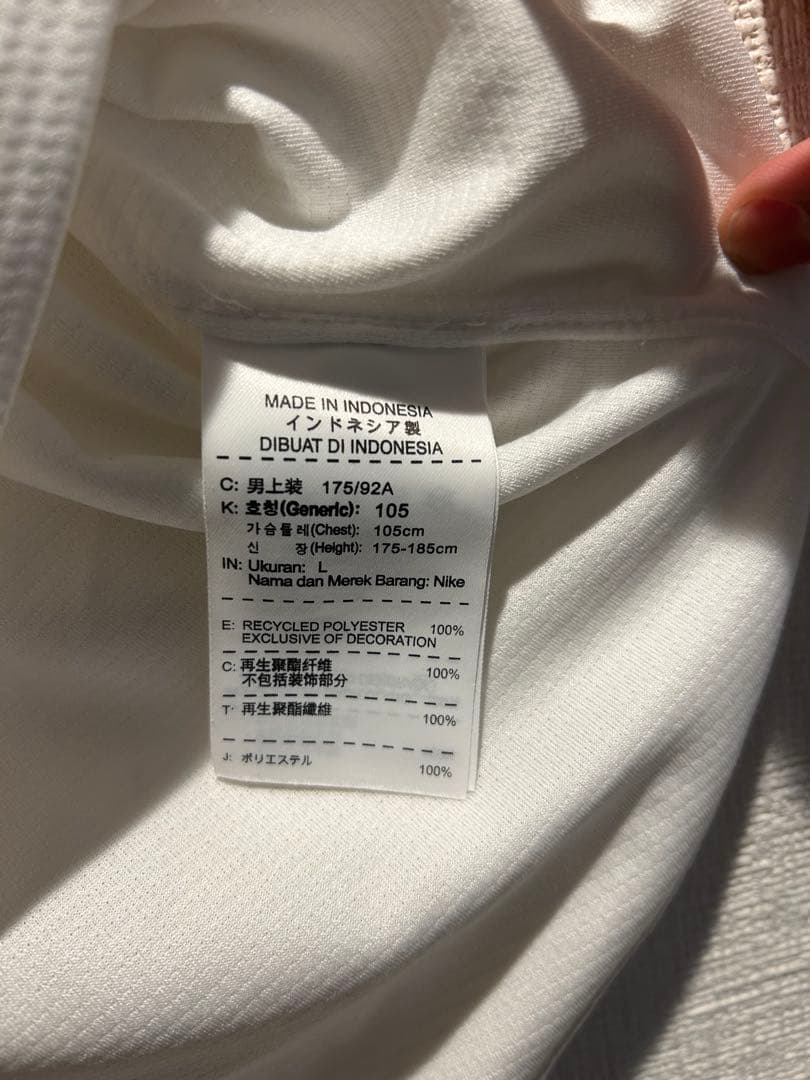 MADE IN INDONESIA
インドネシア製
DIBUAT DI INDONESIA
C: 男上装 175/92A
K: 호칭(Generic): 105
가슴둘레(Chest): 105cm
신 장(Height): 175-185cm
IN: Ukuran: L
Nama dan Merek Barang: Nike
E: RECYCLED POLYESTER 100%
EXCLUSIVE OF DECORATION
C: 再生聚酯纤维 100%
不包括装饰部分
T: 再生聚酯纖維 100%
J: ポリエステル 100%